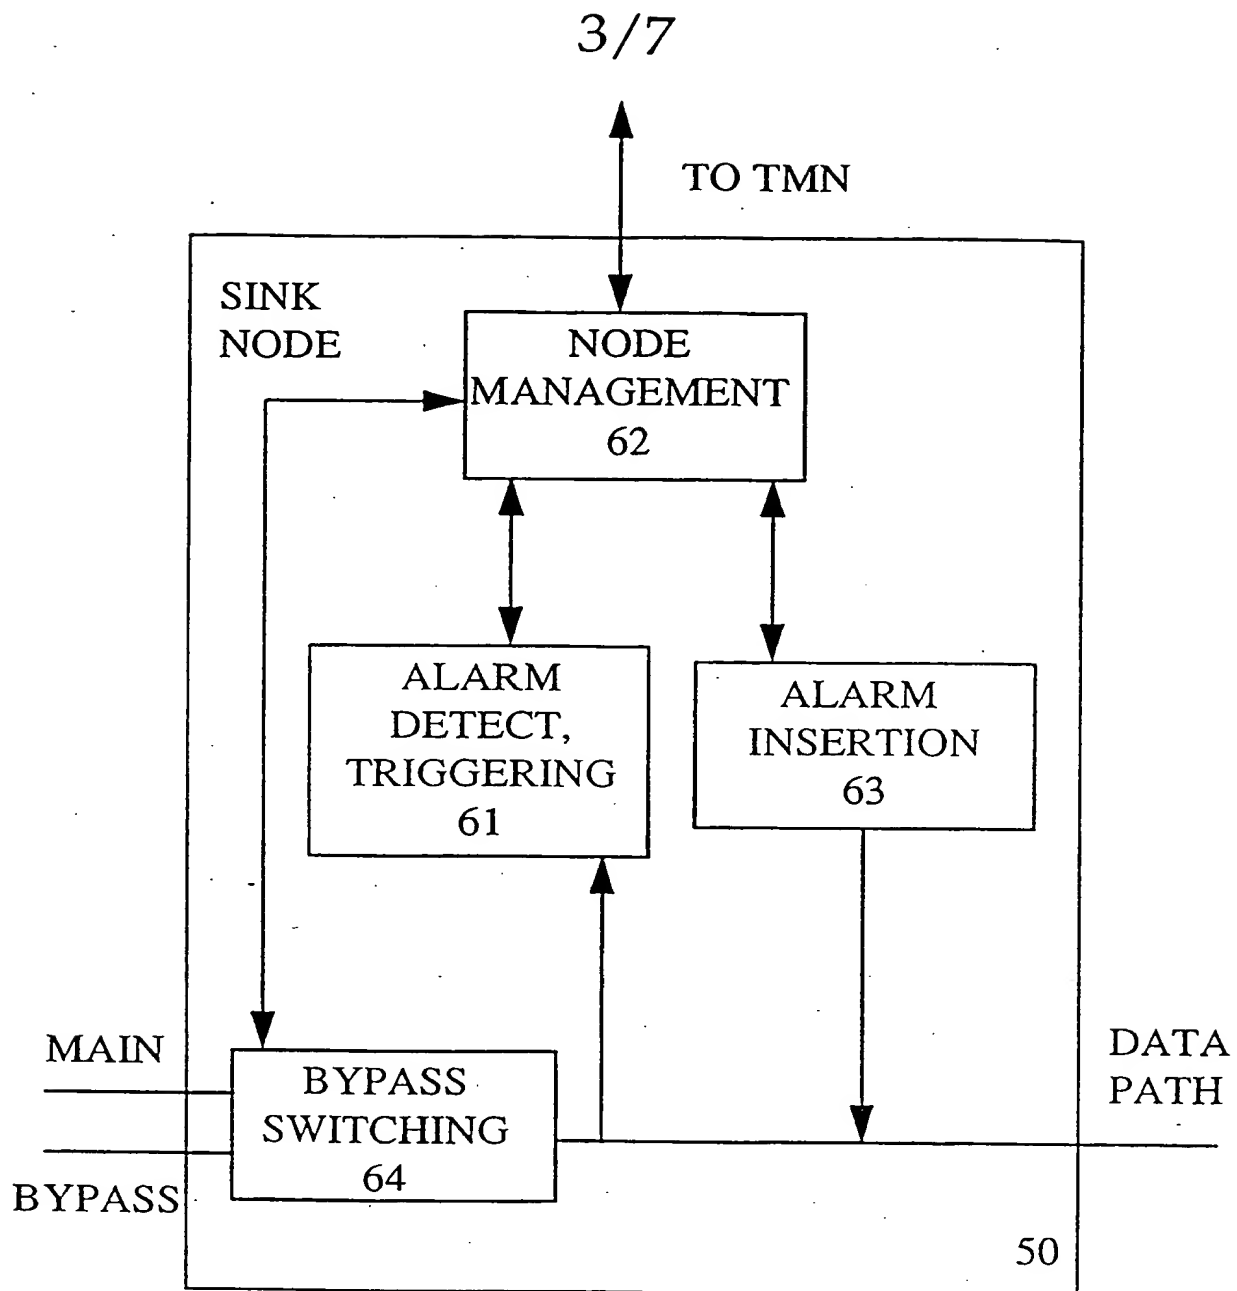 3/7
TO TMN
SINK
NODE
NODE
MANAGEMENT
62
ALARM
DETECT,
TRIGGERING
61
ALARM
INSERTION
63
MAIN
BYPASS
SWITCHING
64
BYPASS
DATA
PATH
50